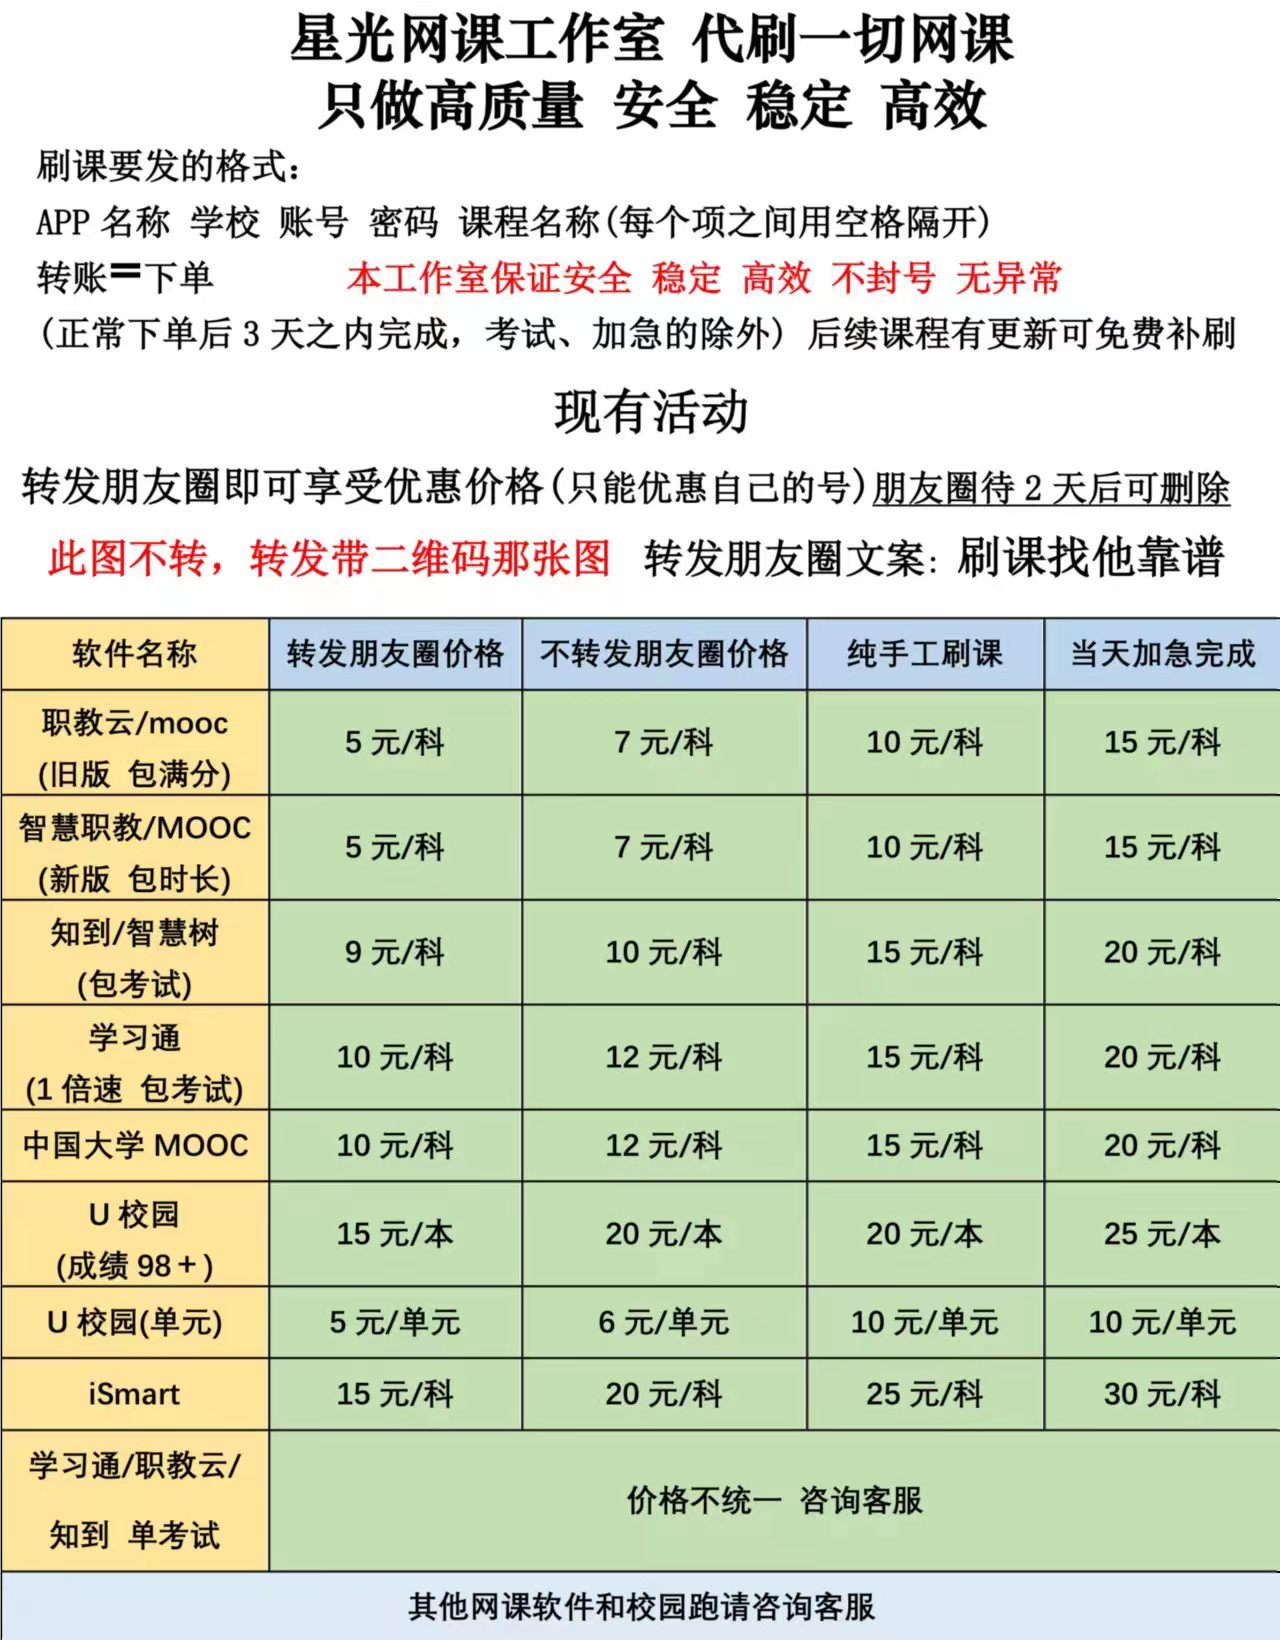 星光网课工作室 代刷一切网课
只做高质量 安全 稳定 高效
刷课要发的格式：
APP 名称 学校 账号 密码 课程名称(每个项之间用空格隔开)
转账=下单 本工作室保证安全 稳定 高效 不封号 无异常
(正常下单后 3 天之内完成，考试、加急的除外) 后续课程有更新可免费补刷
现有活动
转发朋友圈即可享受优惠价格(只能优惠自己的号)朋友圈待 2 天后可删除
此图不转，转发带二维码那张图 转发朋友圈文案: 刷课找他靠谱
软件名称 转发朋友圈价格 不转发朋友圈价格 纯手工刷课 当天加急完成
职教云/mooc
(旧版 包满分) 5 元/科 7 元/科 10 元/科 15 元/科
智慧职教/MOOC
(新版 包时长) 5 元/科 7 元/科 10 元/科 15 元/科
知到/智慧树
(包考试) 9 元/科 10 元/科 15 元/科 20 元/科
学习通
(1 倍速 包考试) 10 元/科 12 元/科 15 元/科 20 元/科
中国大学 MOOC 10 元/科 12 元/科 15 元/科 20 元/科
U 校园
(成绩 98＋) 15 元/本 20 元/本 20 元/本 25 元/本
U 校园(单元) 5 元/单元 6 元/单元 10 元/单元 10 元/单元
iSmart 15 元/科 20 元/科 25 元/科 30 元/科
学习通/职教云/
知到 单考试 价格不统一 咨询客服
其他网课软件和校园跑请咨询客服